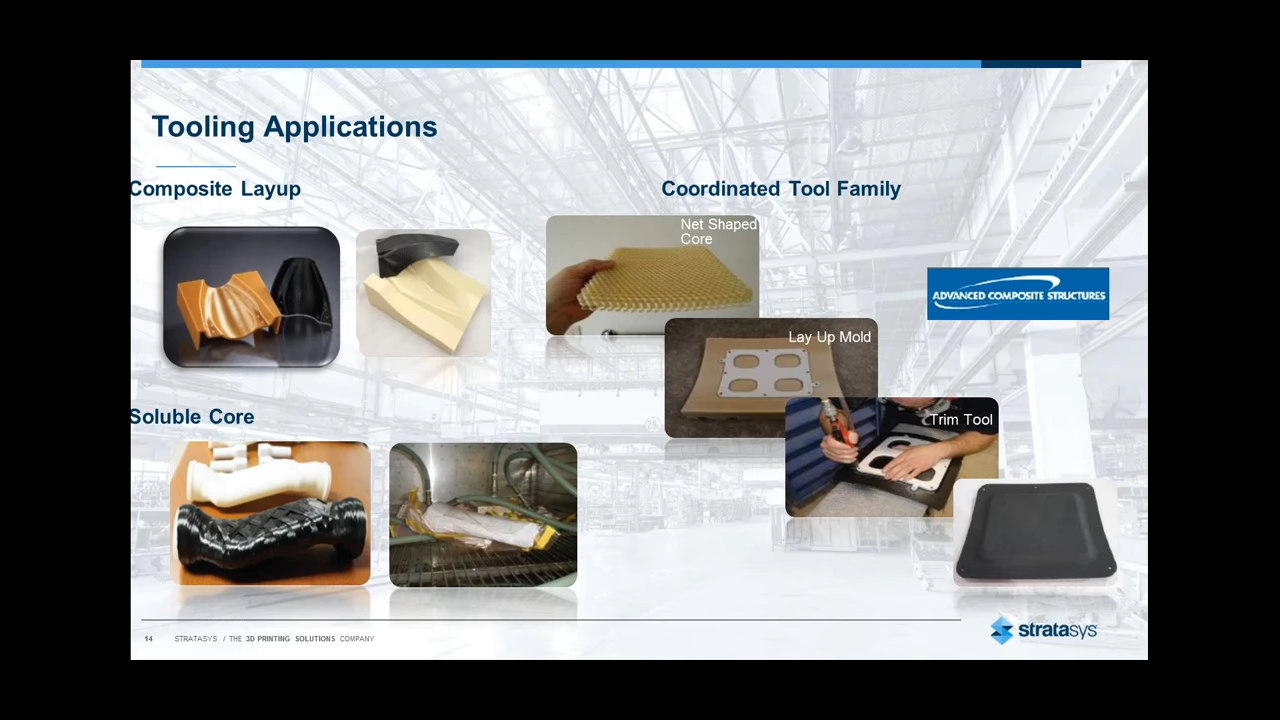 Tooling Applications
Composite Layup
Coordinated Tool Family
Net Shaped
Core
ADVANCED COMPOSITE STRUCTURES
Lay Up Mold
Soluble Core
Trim Tool
14 STRATASYS / THE 3D PRINTING SOLUTIONS COMPANY
stratasys